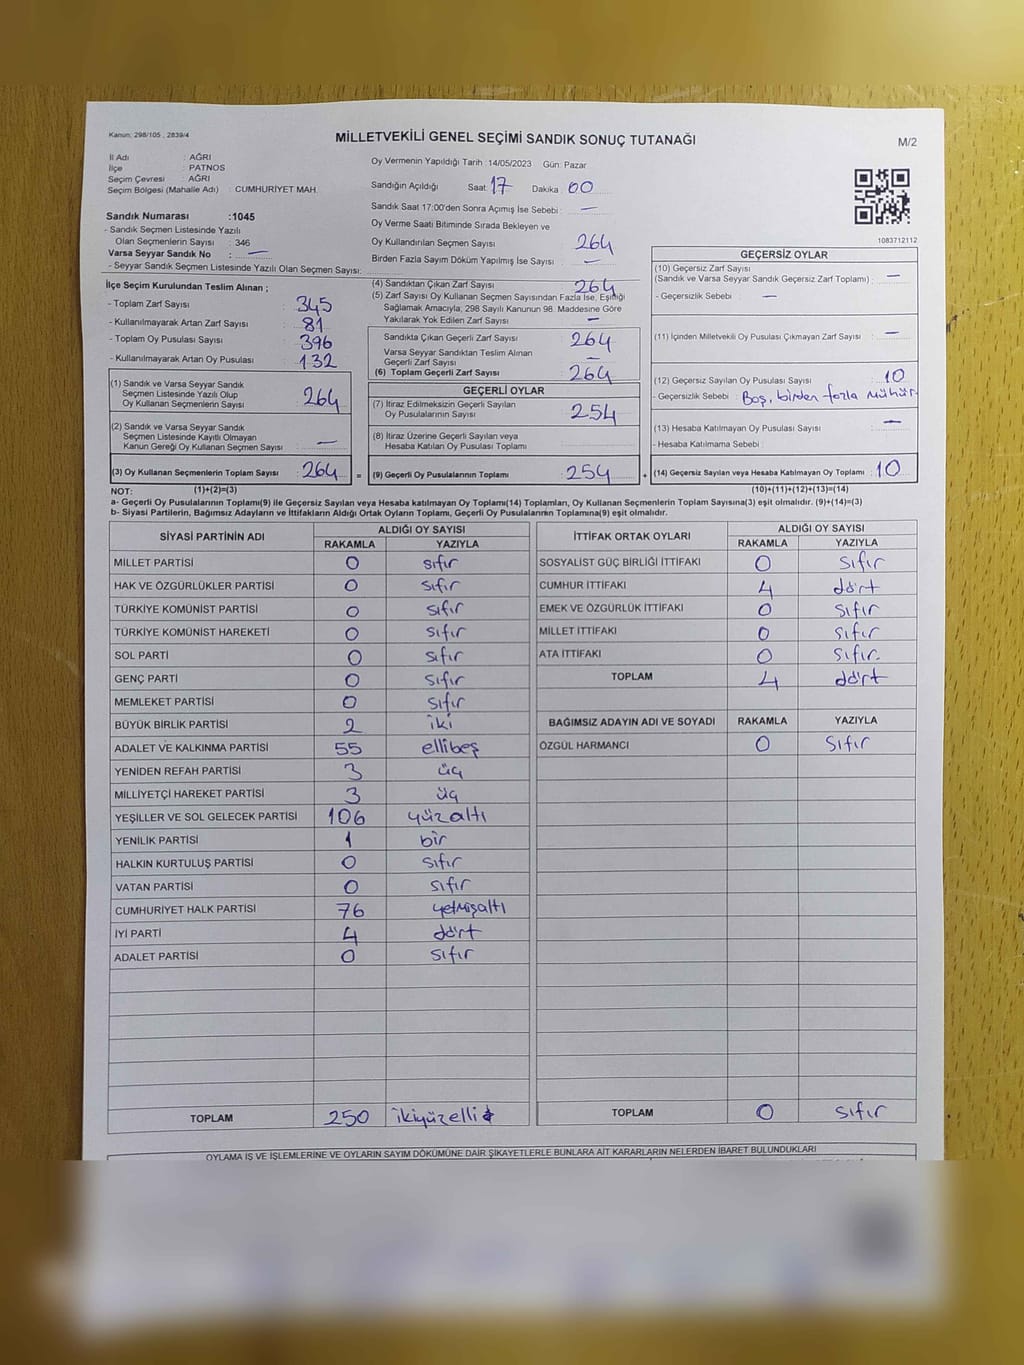 Kanun: 298/105 , 2839/4
MİLLETVEKİLİ GENEL SEÇİMİ SANDIK SONUÇ TUTANAĞI
M/2
İl Adı : AĞRI
İlçe : PATNOS
Seçim Çevresi : AĞRI
Seçim Bölgesi (Mahalle Adı) : CUMHURİYET MAH.
Sandık Numarası :1045
- Sandık Seçmen Listesinde Yazılı
Olan Seçmenlerin Sayısı : 346
Varsa Seyyar Sandık No : —
- Seyyar Sandık Seçmen Listesinde Yazılı Olan Seçmen Sayısı:
Oy Vermenin Yapıldığı Tarih :14/05/2023 Gün: Pazar
Sandığın Açıldığı Saat: 17 Dakika 00
Sandık Saat 17:00'den Sonra Açımış İse Sebebi : —
Oy Verme Saati Bitiminde Sırada Bekleyen ve
Oy Kullandırılan Seçmen Sayısı 264
Birden Fazla Sayım Döküm Yapılmış İse Sayısı : —
1083712112
İlçe Seçim Kurulundan Teslim Alınan ;
- Toplam Zarf Sayısı : 345
- Kullanılmayarak Artan Zarf Sayısı : 81
- Toplam Oy Pusulası Sayısı : 396
- Kullanılmayarak Artan Oy Pusulası : 132
(1) Sandık ve Varsa Seyyar Sandık
Seçmen Listesinde Yazılı Olup
Oy Kullanan Seçmenlerin Sayısı : 264
(2) Sandık ve Varsa Seyyar Sandık
Seçmen Listesinde Kayıtlı Olmayan
Kanun Gereği Oy Kullanan Seçmen Sayısı : —
(3) Oy Kullanan Seçmenlerin Toplam Sayısı : 264 =
(4) Sandıktan Çıkan Zarf Sayısı : 264
(5) Zarf Sayısı Oy Kullanan Seçmen Sayısından Fazla İse, Eşitliği
Sağlamak Amacıyla, 298 Sayılı Kanunun 98. Maddesine Göre
Yakılarak Yok Edilen Zarf Sayısı : —
Sandıkta Çıkan Geçerli Zarf Sayısı : 264
Varsa Seyyar Sandıktan Teslim Alınan
Geçerli Zarf Sayısı : —
(6) Toplam Geçerli Zarf Sayısı : 264
GEÇERLİ OYLAR
(7) İtiraz Edilmeksizin Geçerli Sayılan
Oy Pusulalarının Sayısı : 254
(8) İtiraz Üzerine Geçerli Sayılan veya
Hesaba Katılan Oy Pusulası Toplamı :
(9) Geçerli Oy Pusulalarının Toplamı : 254 +
GEÇERSİZ OYLAR
(10) Geçersiz Zarf Sayısı
(Sandık ve Varsa Seyyar Sandık Geçersiz Zarf Toplamı) : —
- Geçersizlik Sebebi : —
(11) İçinden Milletvekili Oy Pusulası Çıkmayan Zarf Sayısı : —
(12) Geçersiz Sayılan Oy Pusulası Sayısı : 10
- Geçersizlik Sebebi : Boş, birden fazla mühür
(13) Hesaba Katılmayan Oy Pusulası Sayısı : —
- Hesaba Katılmama Sebebi :
(14) Geçersiz Sayılan veya Hesaba Katılmayan Oy Toplamı : 10
NOT: (1)+(2)=(3) (10)+(11)+(12)+(13)=(14)
a- Geçerli Oy Pusulalarının Toplamı(9) ile Geçersiz Sayılan veya Hesaba katılmayan Oy Toplamı(14) Toplamları, Oy Kullanan Seçmenlerin Toplam Sayısına(3) eşit olmalıdır. (9)+(14)=(3)
b- Siyasi Partilerin, Bağımsız Adayların ve İttifakların Aldığı Ortak Oyların Toplamı, Geçerli Oy Pusulalarının Toplamına(9) eşit olmalıdır.
SİYASİ PARTİNİN ADI ALDIĞI OY SAYISI
RAKAMLA YAZIYLA
MİLLET PARTİSİ 0 sıfır
HAK VE ÖZGÜRLÜKLER PARTİSİ 0 sıfır
TÜRKİYE KOMÜNİST PARTİSİ 0 sıfır
TÜRKİYE KOMÜNİST HAREKETİ 0 sıfır
SOL PARTİ 0 sıfır
GENÇ PARTİ 0 sıfır
MEMLEKET PARTİSİ 0 sıfır
BÜYÜK BİRLİK PARTİSİ 2 iki
ADALET VE KALKINMA PARTİSİ 55 ellibeş
YENİDEN REFAH PARTİSİ 3 üç
MİLLİYETÇİ HAREKET PARTİSİ 3 üç
YEŞİLLER VE SOL GELECEK PARTİSİ 106 yüzaltı
YENİLİK PARTİSİ 1 bir
HALKIN KURTULUŞ PARTİSİ 0 sıfır
VATAN PARTİSİ 0 sıfır
CUMHURİYET HALK PARTİSİ 76 yetmişaltı
İYİ PARTİ 4 dört
ADALET PARTİSİ 0 sıfır
TOPLAM 250 ikiyüzelli
İTTİFAK ORTAK OYLARI ALDIĞI OY SAYISI
RAKAMLA YAZIYLA
SOSYALİST GÜÇ BİRLİĞİ İTTİFAKI 0 sıfır
CUMHUR İTTİFAKI 4 dört
EMEK VE ÖZGÜRLÜK İTTİFAKI 0 sıfır
MİLLET İTTİFAKI 0 sıfır
ATA İTTİFAKI 0 sıfır.
TOPLAM 4 dört
BAĞIMSIZ ADAYIN ADI VE SOYADI RAKAMLA YAZIYLA
ÖZGÜL HARMANCI 0 sıfır
TOPLAM 0 sıfır
OYLAMA İŞ VE İŞLEMLERİNE VE OYLARIN SAYIM DÖKÜMÜNE DAİR ŞİKAYETLERLE BUNLARA AİT KARARLARIN NELERDEN İBARET BULUNDUKLARI